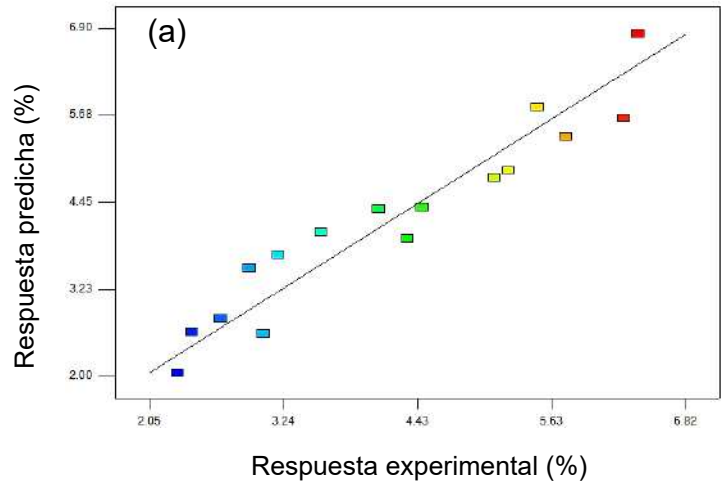 (a)
Respuesta predicha (%)
6.90
5.68
4.45
3.23
2.00
2.05 3.24 4.43 5.63 6.82
Respuesta experimental (%)